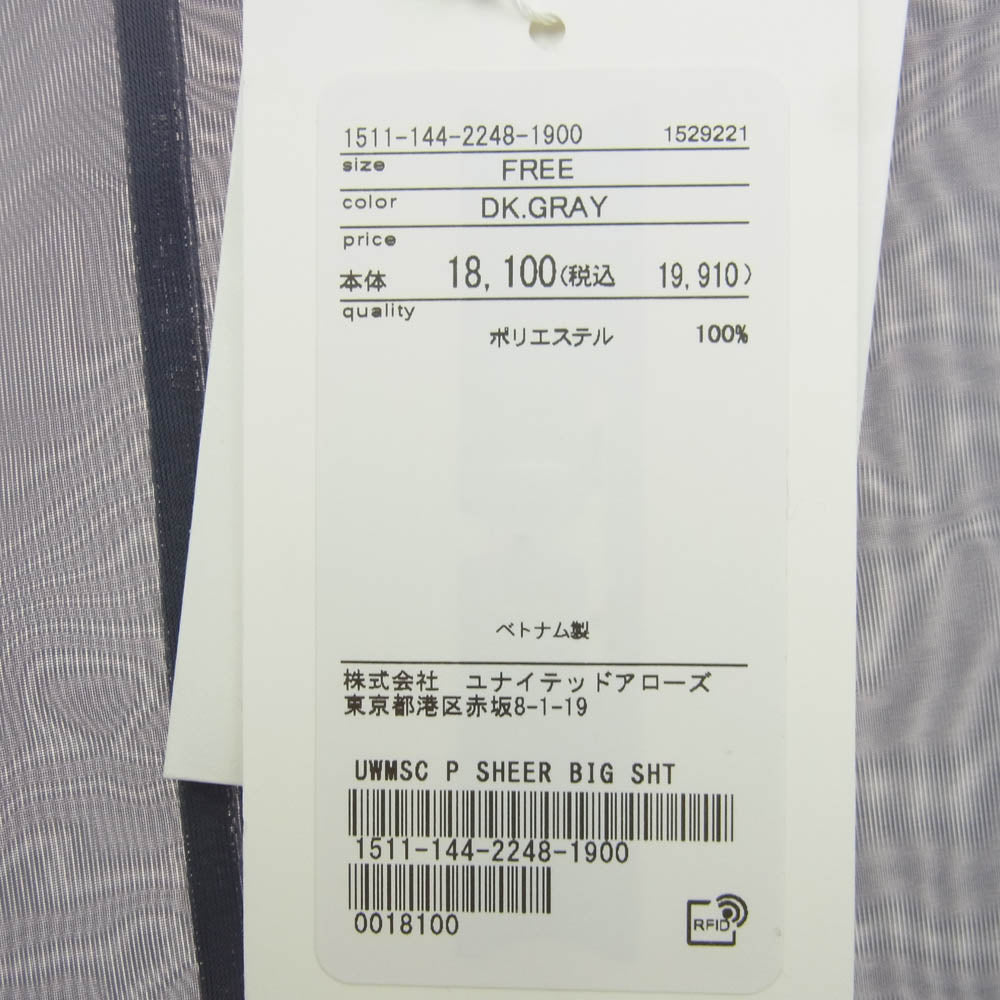 1511-144-2248-1900 1529221
size FREE
color DK.GRAY
price
本体 18,100(税込 19,910)
quality
ポリエステル 100%
ベトナム製
株式会社 ユナイテッドアローズ
東京都港区赤坂8-1-19
UWMSC P SHEER BIG SHT
1511-144-2248-1900
0018100
RFID